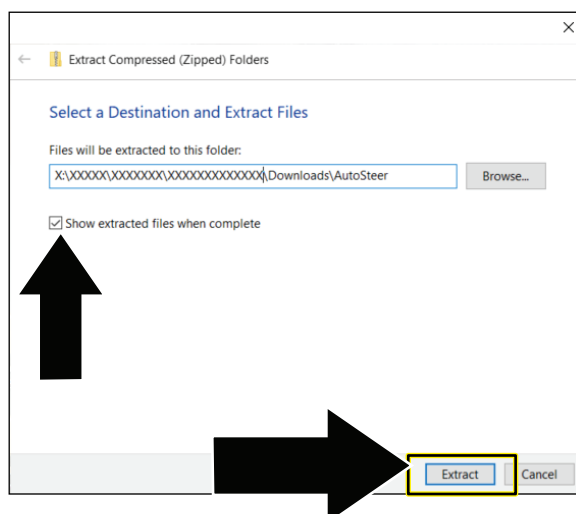 Extract Compressed (Zipped) Folders
Select a Destination and Extract Files
Files will be extracted to this folder:
X:\XXXXX\XXXXXXX\XXXXXXXXXXXXX\Downloads\AutoSteer
Browse...
Show extracted files when complete
Extract
Cancel